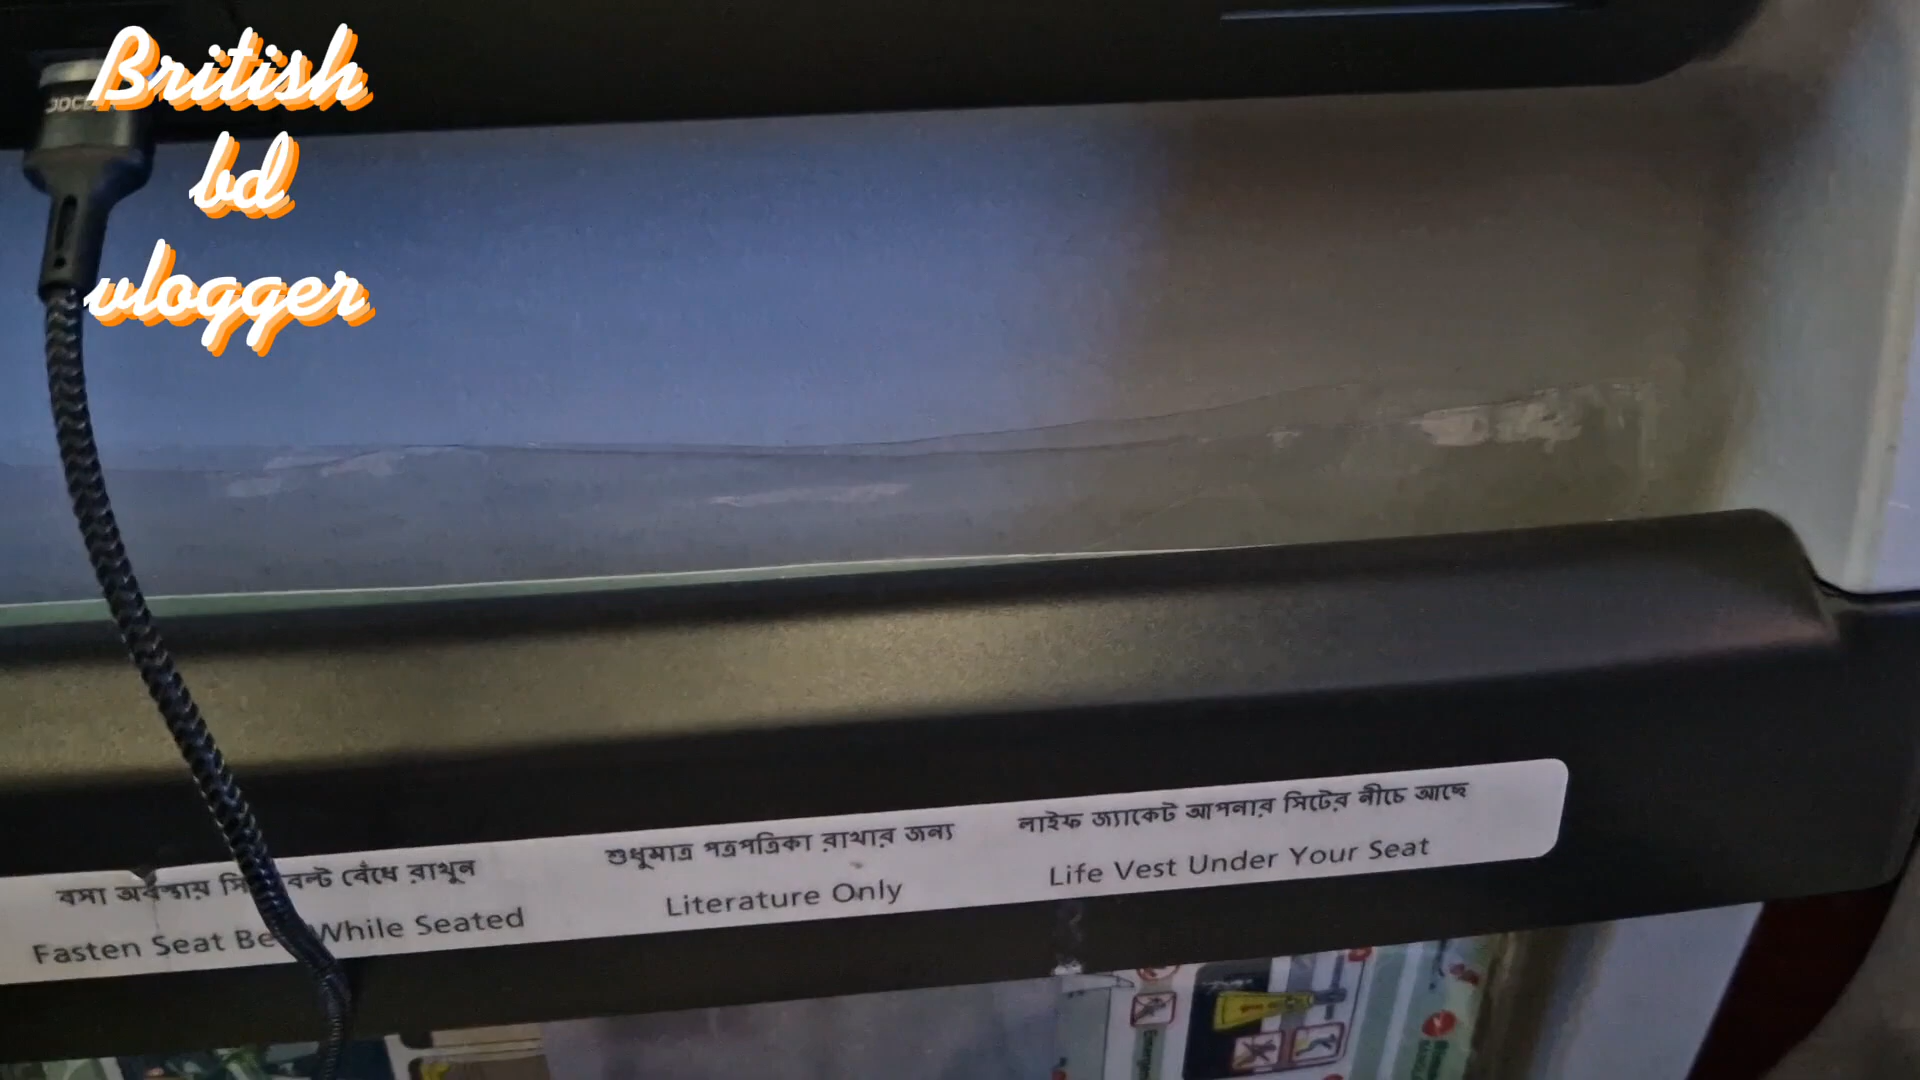 British
bd
vlogger
বসা অবস্থায় বেঁধে রাখুন
Fasten Seat While Seated
শুধুমাত্র পত্রপত্রিকা রাখার জন্য
Literature Only
লাইফ জ্যাকেট আপনার সিটের নীচে আছে
Life Vest Under Your Seat